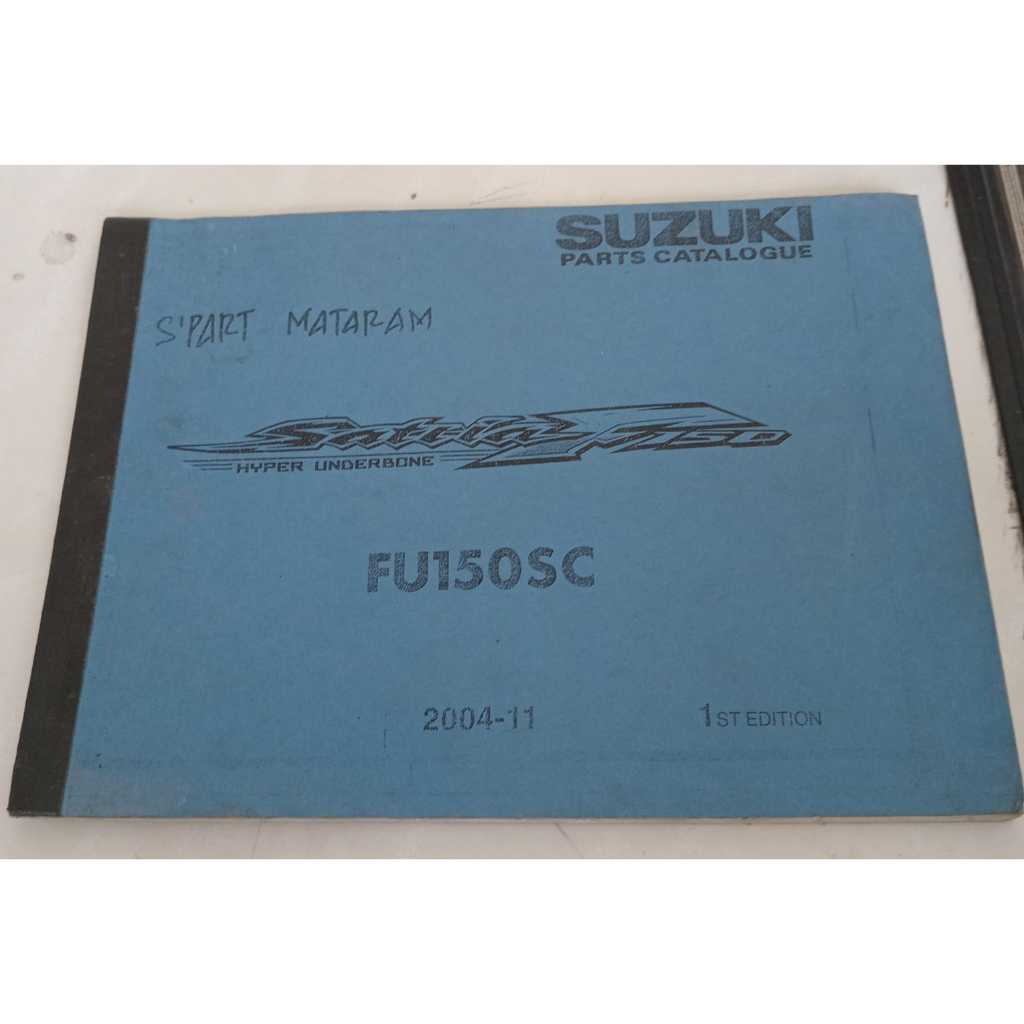 SUZUKI
PARTS CATALOGUE
S'PART MATARAM
Satria F150
HYPER UNDERBONE
FU150SC
2004-11 1ST EDITION